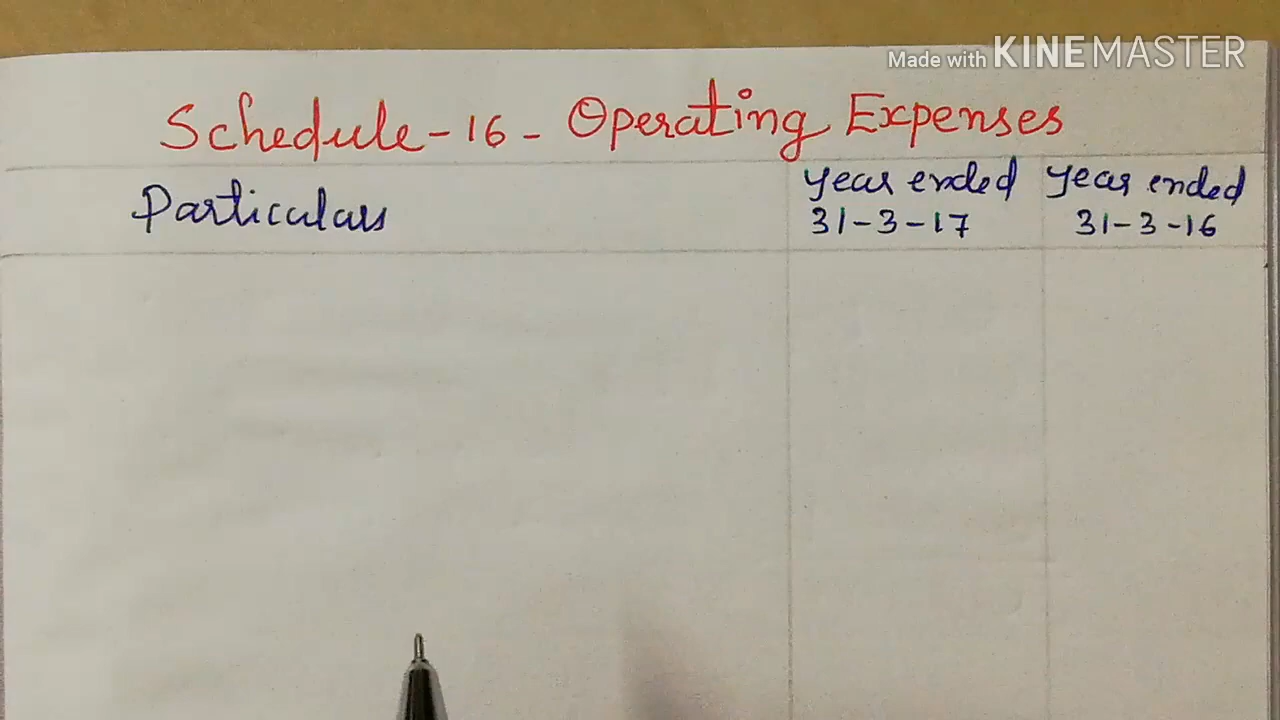 Made with KINEMASTER
Schedule-16 - Operating Expenses
Particulars
Year ended
31-3-17
Year ended
31-3-16